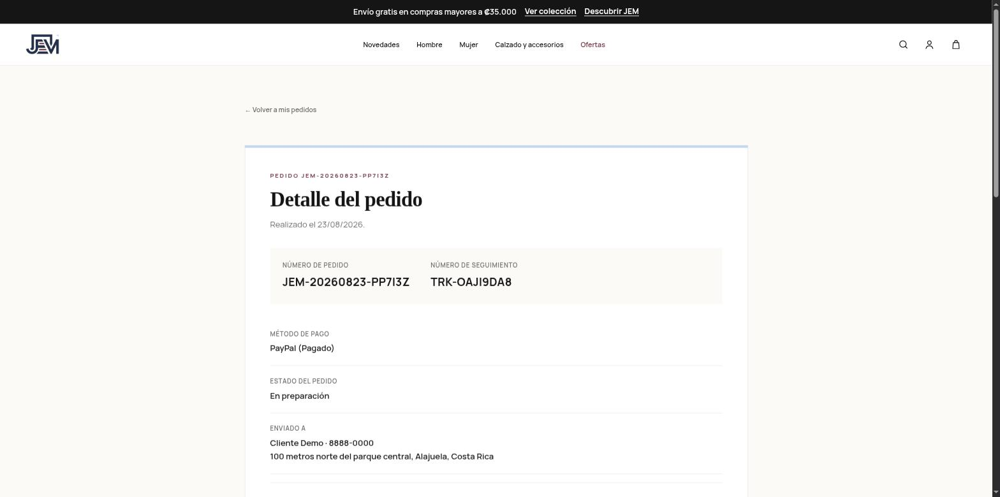 Envío gratis en compras mayores a ₡35.000 Ver colección Descubrir JEM
JEM
Novedades Hombre Mujer Calzado y accesorios Ofertas
← Volver a mis pedidos
PEDIDO JEM-20260823-PP7I3Z
Detalle del pedido
Realizado el 23/08/2026.
NÚMERO DE PEDIDO NÚMERO DE SEGUIMIENTO
JEM-20260823-PP7I3Z TRK-OAJI9DA8
MÉTODO DE PAGO
PayPal (Pagado)
ESTADO DEL PEDIDO
En preparación
ENVIADO A
Cliente Demo · 8888-0000
100 metros norte del parque central, Alajuela, Costa Rica